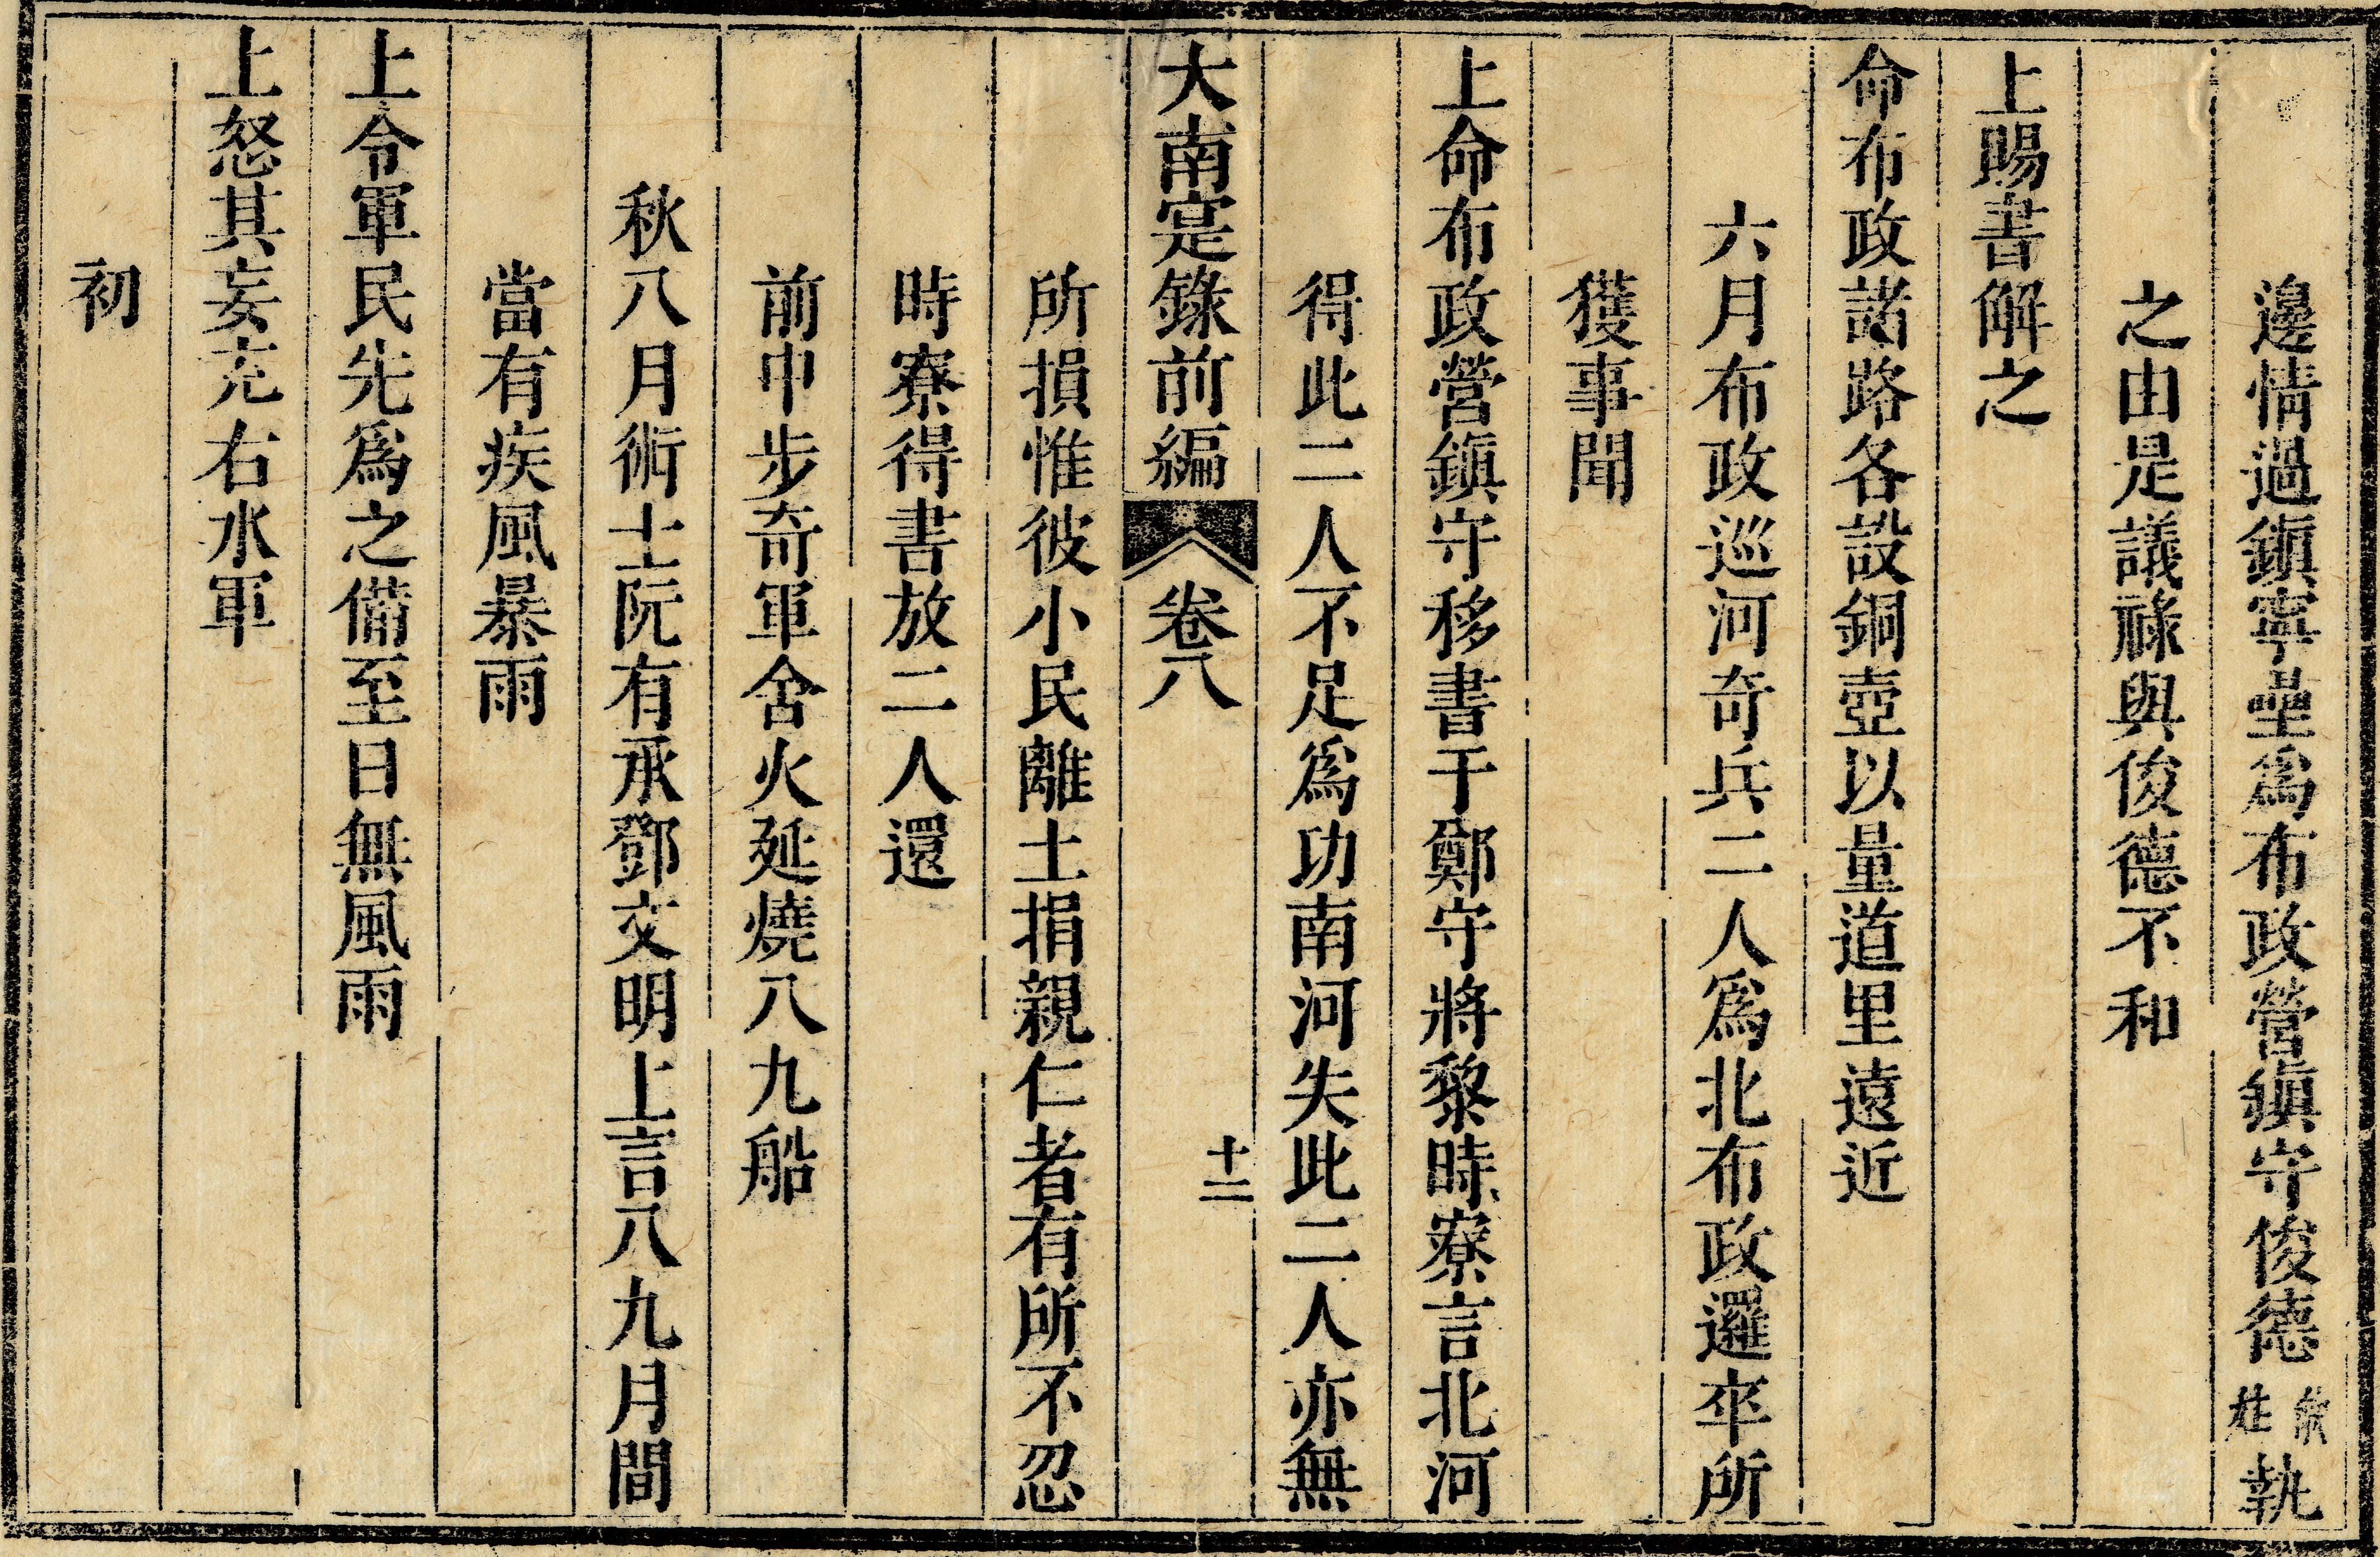 邊情過鎭寧壘爲布政營鎭守俊德缺姓執
之由是議祿與俊德不和
上賜書解之
命布政諸路各設銅壺以量道里遠近
六月布政巡河奇兵二人爲北布政邏卒所
獲事聞
上命布政營鎭守移書于鄭守將黎時寮言北河
得此二人不足爲功南河失此二人亦無
大南寔錄前編 卷八 十二
所損惟彼小民離土捐親仁者有所不忍
時寮得書放二人還
前中步奇軍舍火延燒八九船
秋八月術士阮有承鄧文明上言八九月間
當有疾風暴雨
上令軍民先爲之備至日無風雨
上怒其妄充右水軍
初